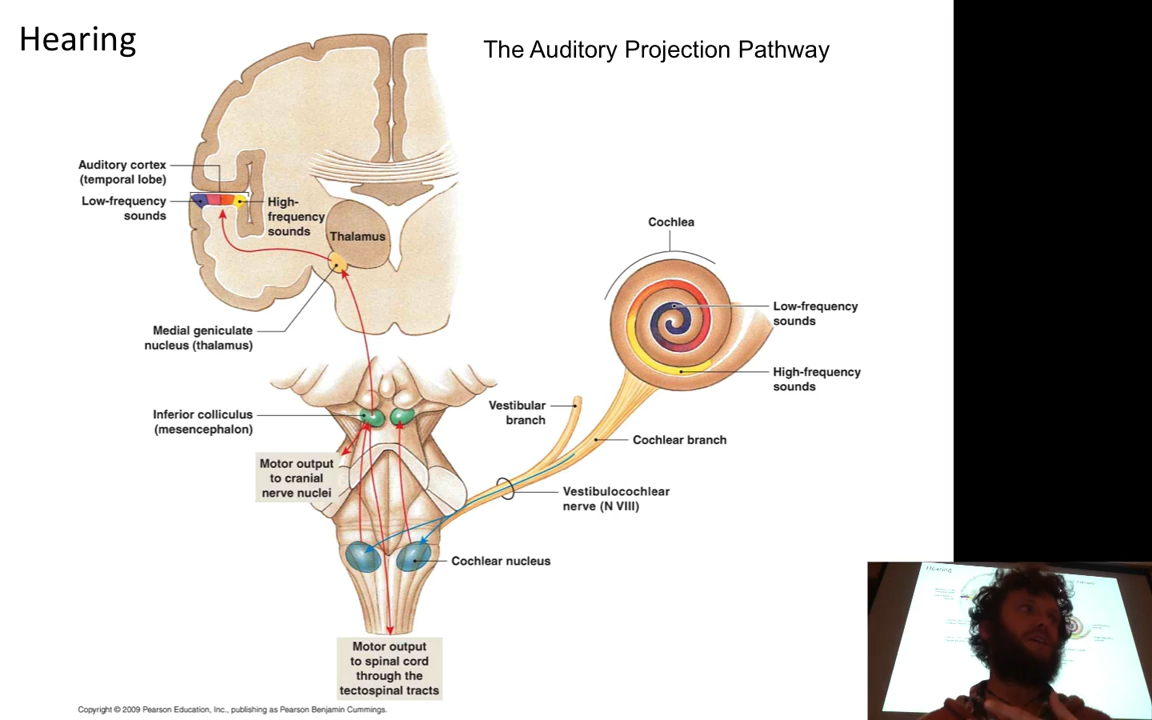 Hearing
The Auditory Projection Pathway
Auditory cortex
(temporal lobe)
Low-frequency
sounds
High-
frequency
sounds
Thalamus
Medial geniculate
nucleus (thalamus)
Cochlea
Low-frequency
sounds
High-frequency
sounds
Inferior colliculus
(mesencephalon)
Vestibular
branch
Cochlear branch
Motor output
to cranial
nerve nuclei
Vestibulocochlear
nerve (N VIII)
Cochlear nucleus
Motor output
to spinal cord
through the
tectospinal tracts
Copyright © 2009 Pearson Education, Inc., publishing as Pearson Benjamin Cummings.
Hearing